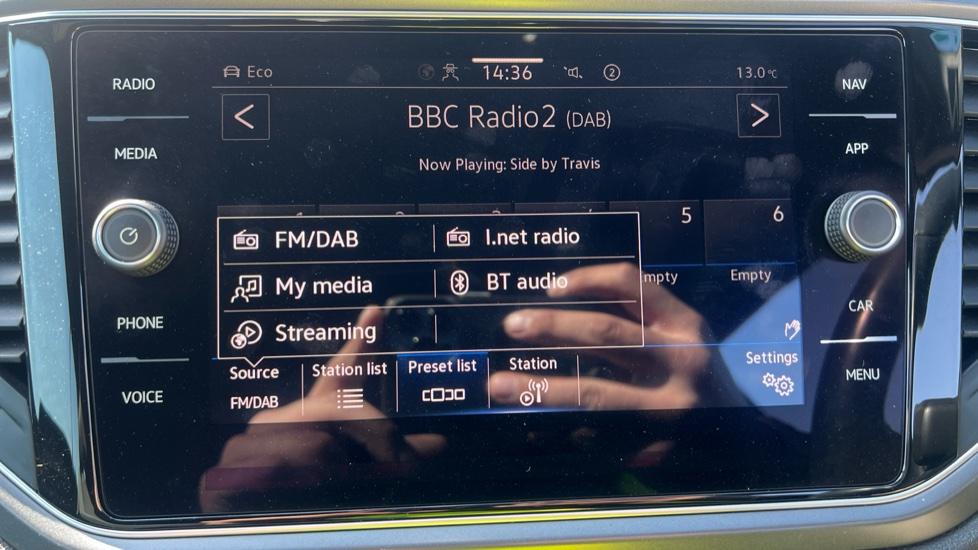 RADIO
MEDIA
PHONE
VOICE
Eco
14:36
2
13.0°C
<
BBC Radio2 (DAB)
>
Now Playing: Side by Travis
5
6
FM/DAB
I.net radio
My media
BT audio
Streaming
mpty
Empty
Source
FM/DAB
Station list
Preset list
Station
Settings
NAV
APP
CAR
MENU